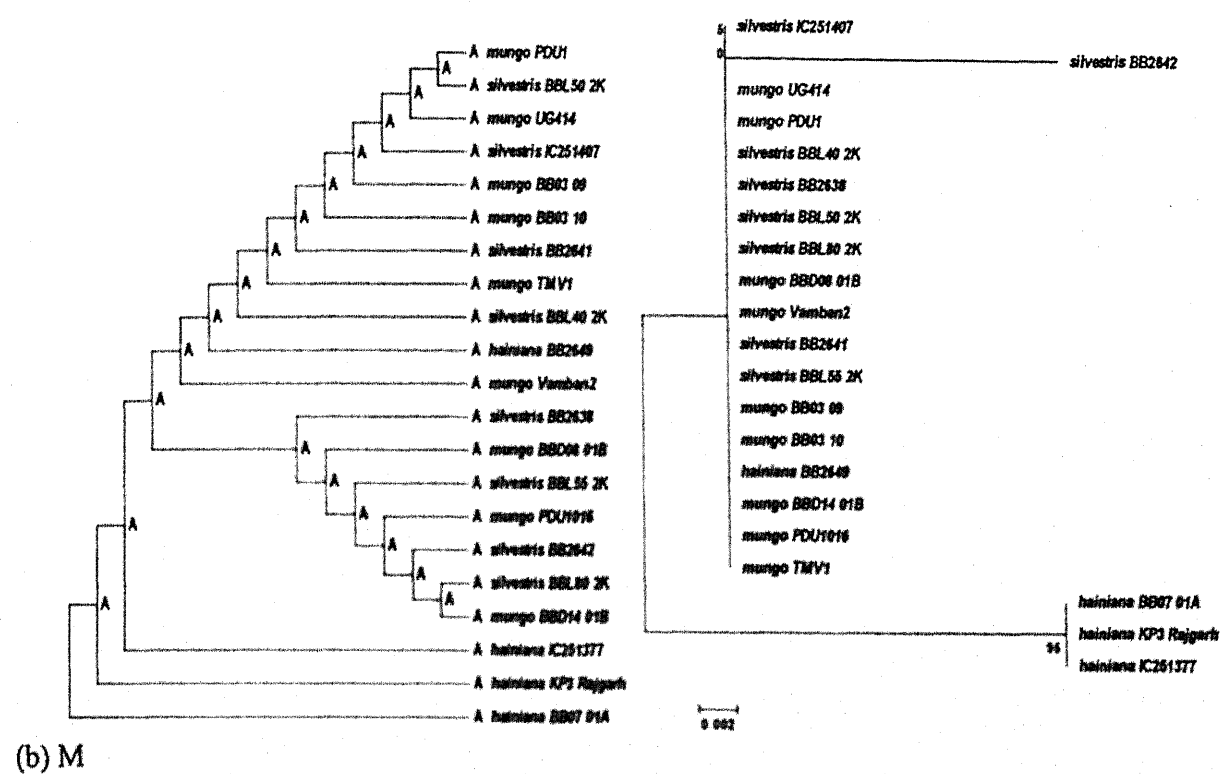 A mungo PDU1
A
A silvestris BBL50 2K
A
A mungo UG414
A
A silvestris IC251407
A
A mungo BB03 09
A
A mungo BB03 10
A
A silvestris BB2641
A
A mungo TMV1
A
A silvestris BBL40 2K
A
A hainiana BB2649
A
A mungo Vamban2
A
A silvestris BB2638
A
A mungo BBD08 01B
A
A silvestris BBL55 2K
A
A mungo PDU1016
A
A silvestris BB2642
A
A silvestris BBL80 2K
A
A mungo BBD14 01B
A
A hainiana IC251377
A
A hainiana KP3 Rajgarh
A hainiana BB07 01A
5 silvestris IC251407
0
silvestris BB2642
mungo UG414
mungo PDU1
silvestris BBL40 2K
silvestris BB2638
silvestris BBL50 2K
silvestris BBL80 2K
mungo BBD08 01B
mungo Vamban2
silvestris BB2641
silvestris BBL55 2K
mungo BB03 09
mungo BB03 10
hainiana BB2649
mungo BBD14 01B
mungo PDU1016
mungo TMV1
hainiana BB07 01A
hainiana KP3 Rajgarh
hainiana IC251377
0.002
(b) M